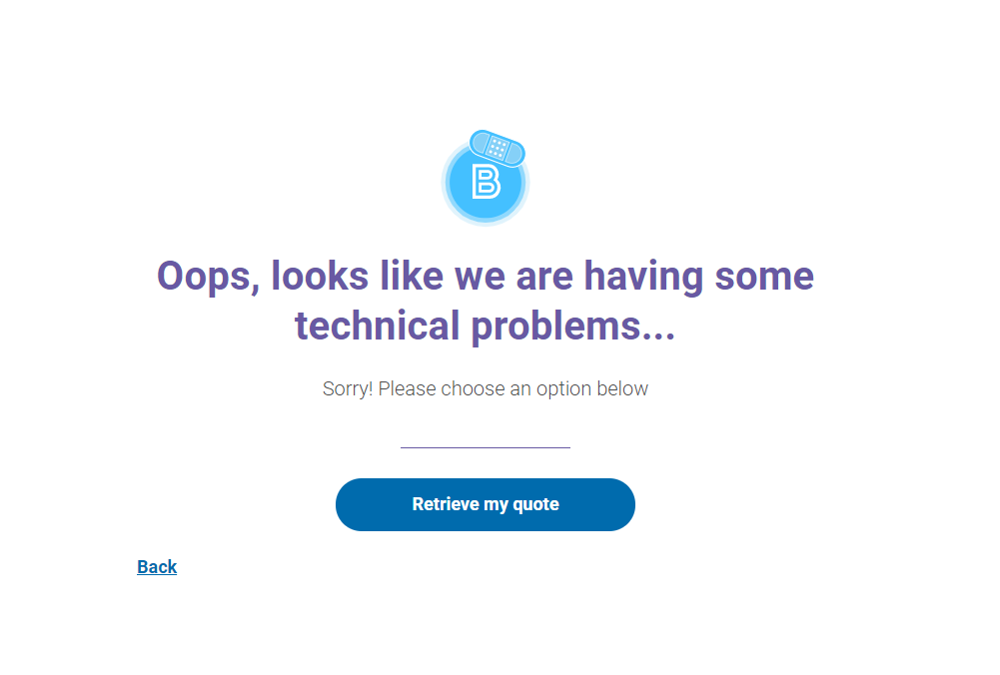 B
Oops, looks like we are having some
technical problems...
Sorry! Please choose an option below
Retrieve my quote
Back